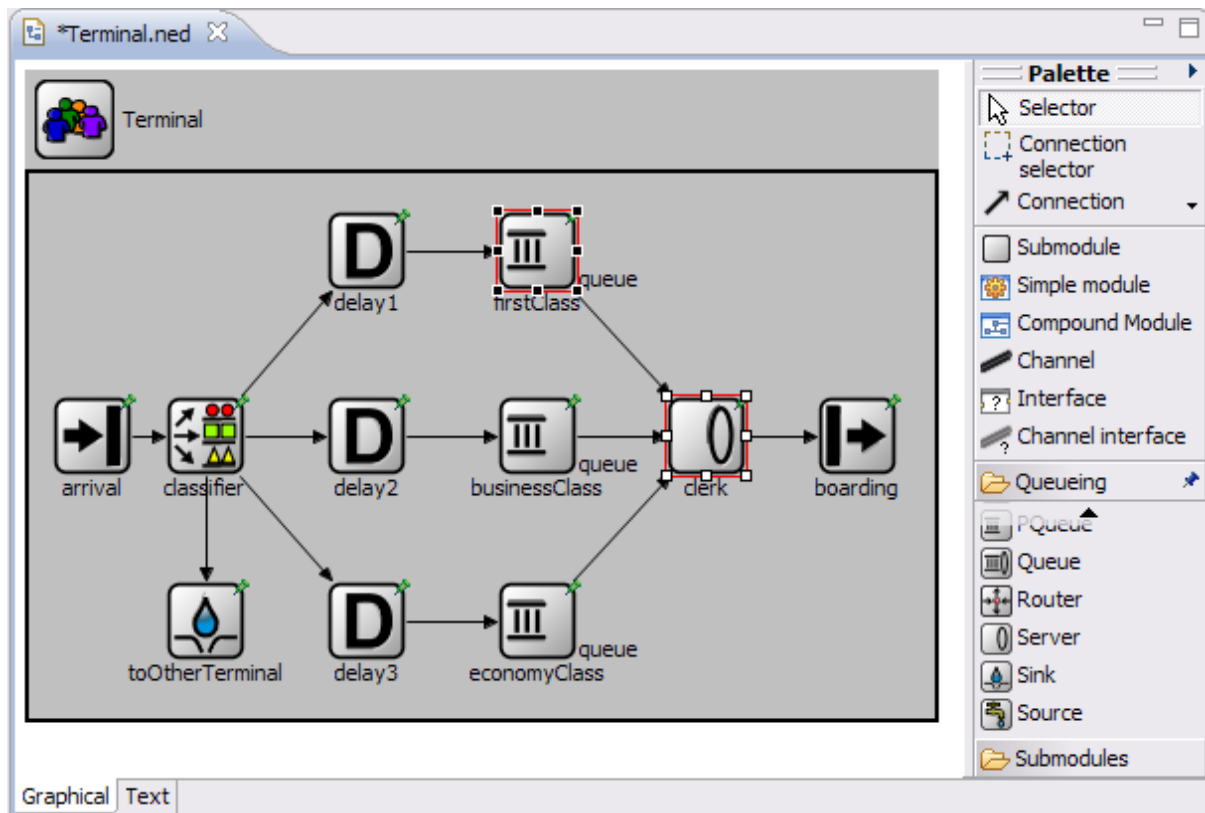 *Terminal.ned
Terminal
D
delay1
queue
firstClass
arrival
classifier
D
delay2
queue
businessClass
clerk
boarding
toOtherTerminal
D
delay3
queue
economyClass
Palette
Selector
Connection
selector
Connection
Submodule
Simple module
Compound Module
Channel
? Interface
? Channel interface
Queueing
PQueue
Queue
Router
Server
Sink
Source
Submodules
Graphical Text